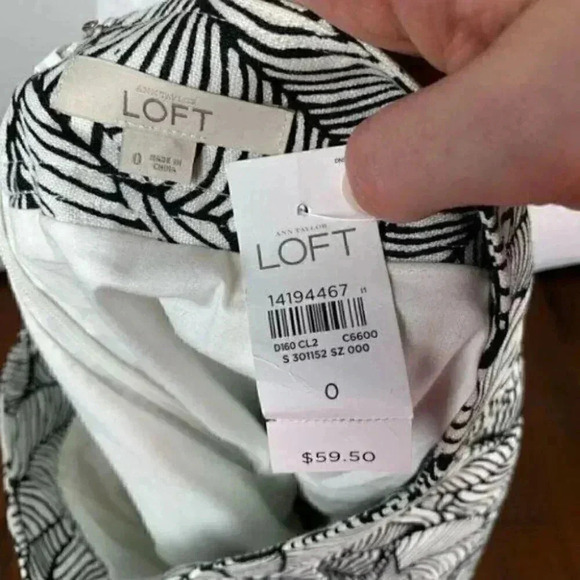 ANN TAYLOR
LOFT
0
MADE IN
CHINA
ANN TAYLOR
LOFT
14194467 11
D160 CL2 C6600
S 301152 SZ 000
0
$59.50